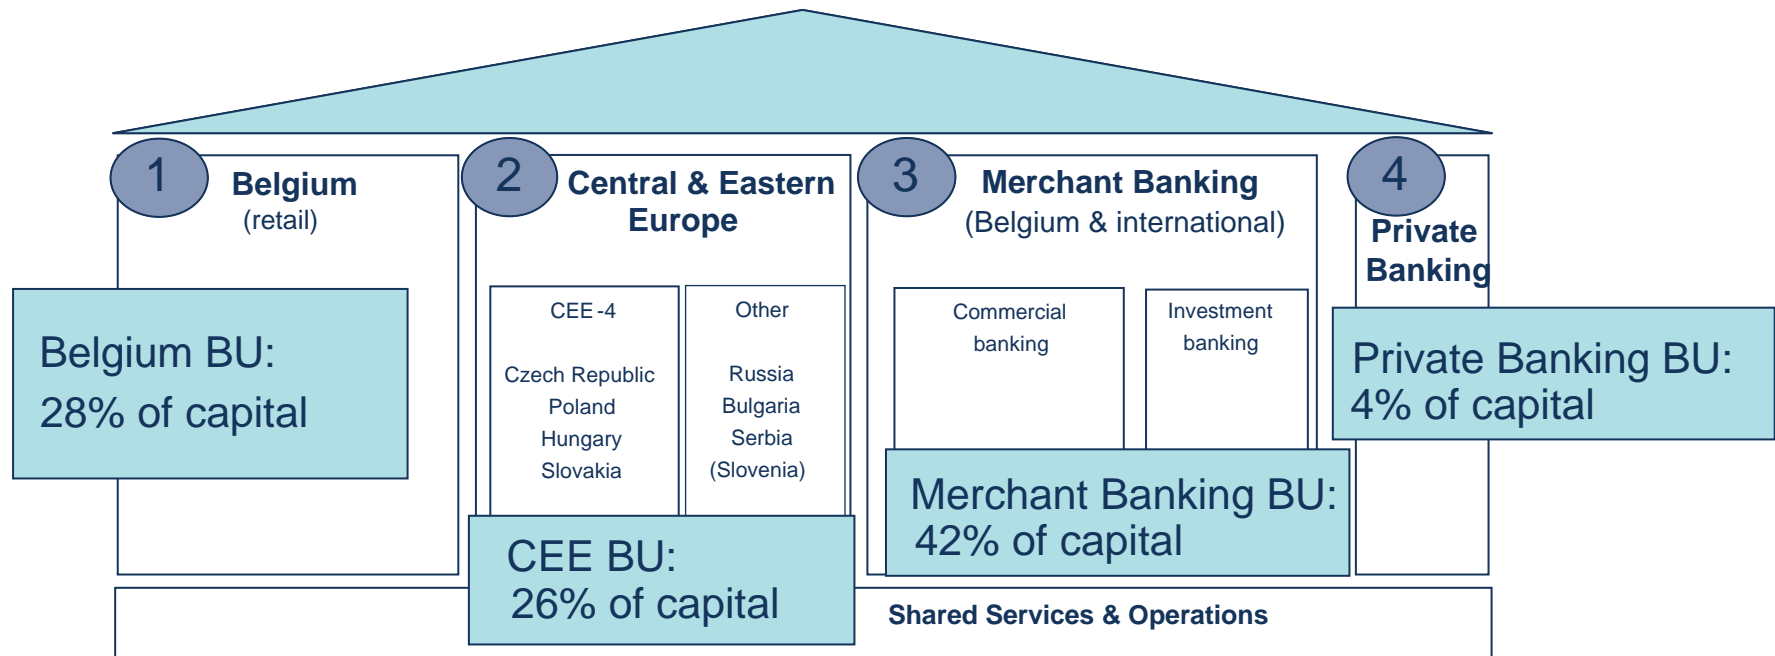 1
Belgium
(retail)
Belgium BU:
28% of capital
2
Central & Eastern
Europe
CEE -4
Czech Republic
Poland
Hungary
Slovakia
Other
Russia
Bulgaria
Serbia
(Slovenia)
CEE BU:
26% of capital
3
Merchant Banking
(Belgium & international)
Commercial
banking
Investment
banking
Merchant Banking BU:
42% of capital
4
Private
Banking
Private Banking BU:
4% of capital
Shared Services & Operations